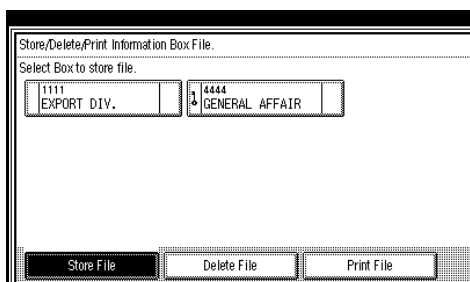 Store/Delete/Print Information Box File.
Select Box to store file.
1111
EXPORT DIV.
4444
GENERAL AFFAIR
Store File
Delete File
Print File